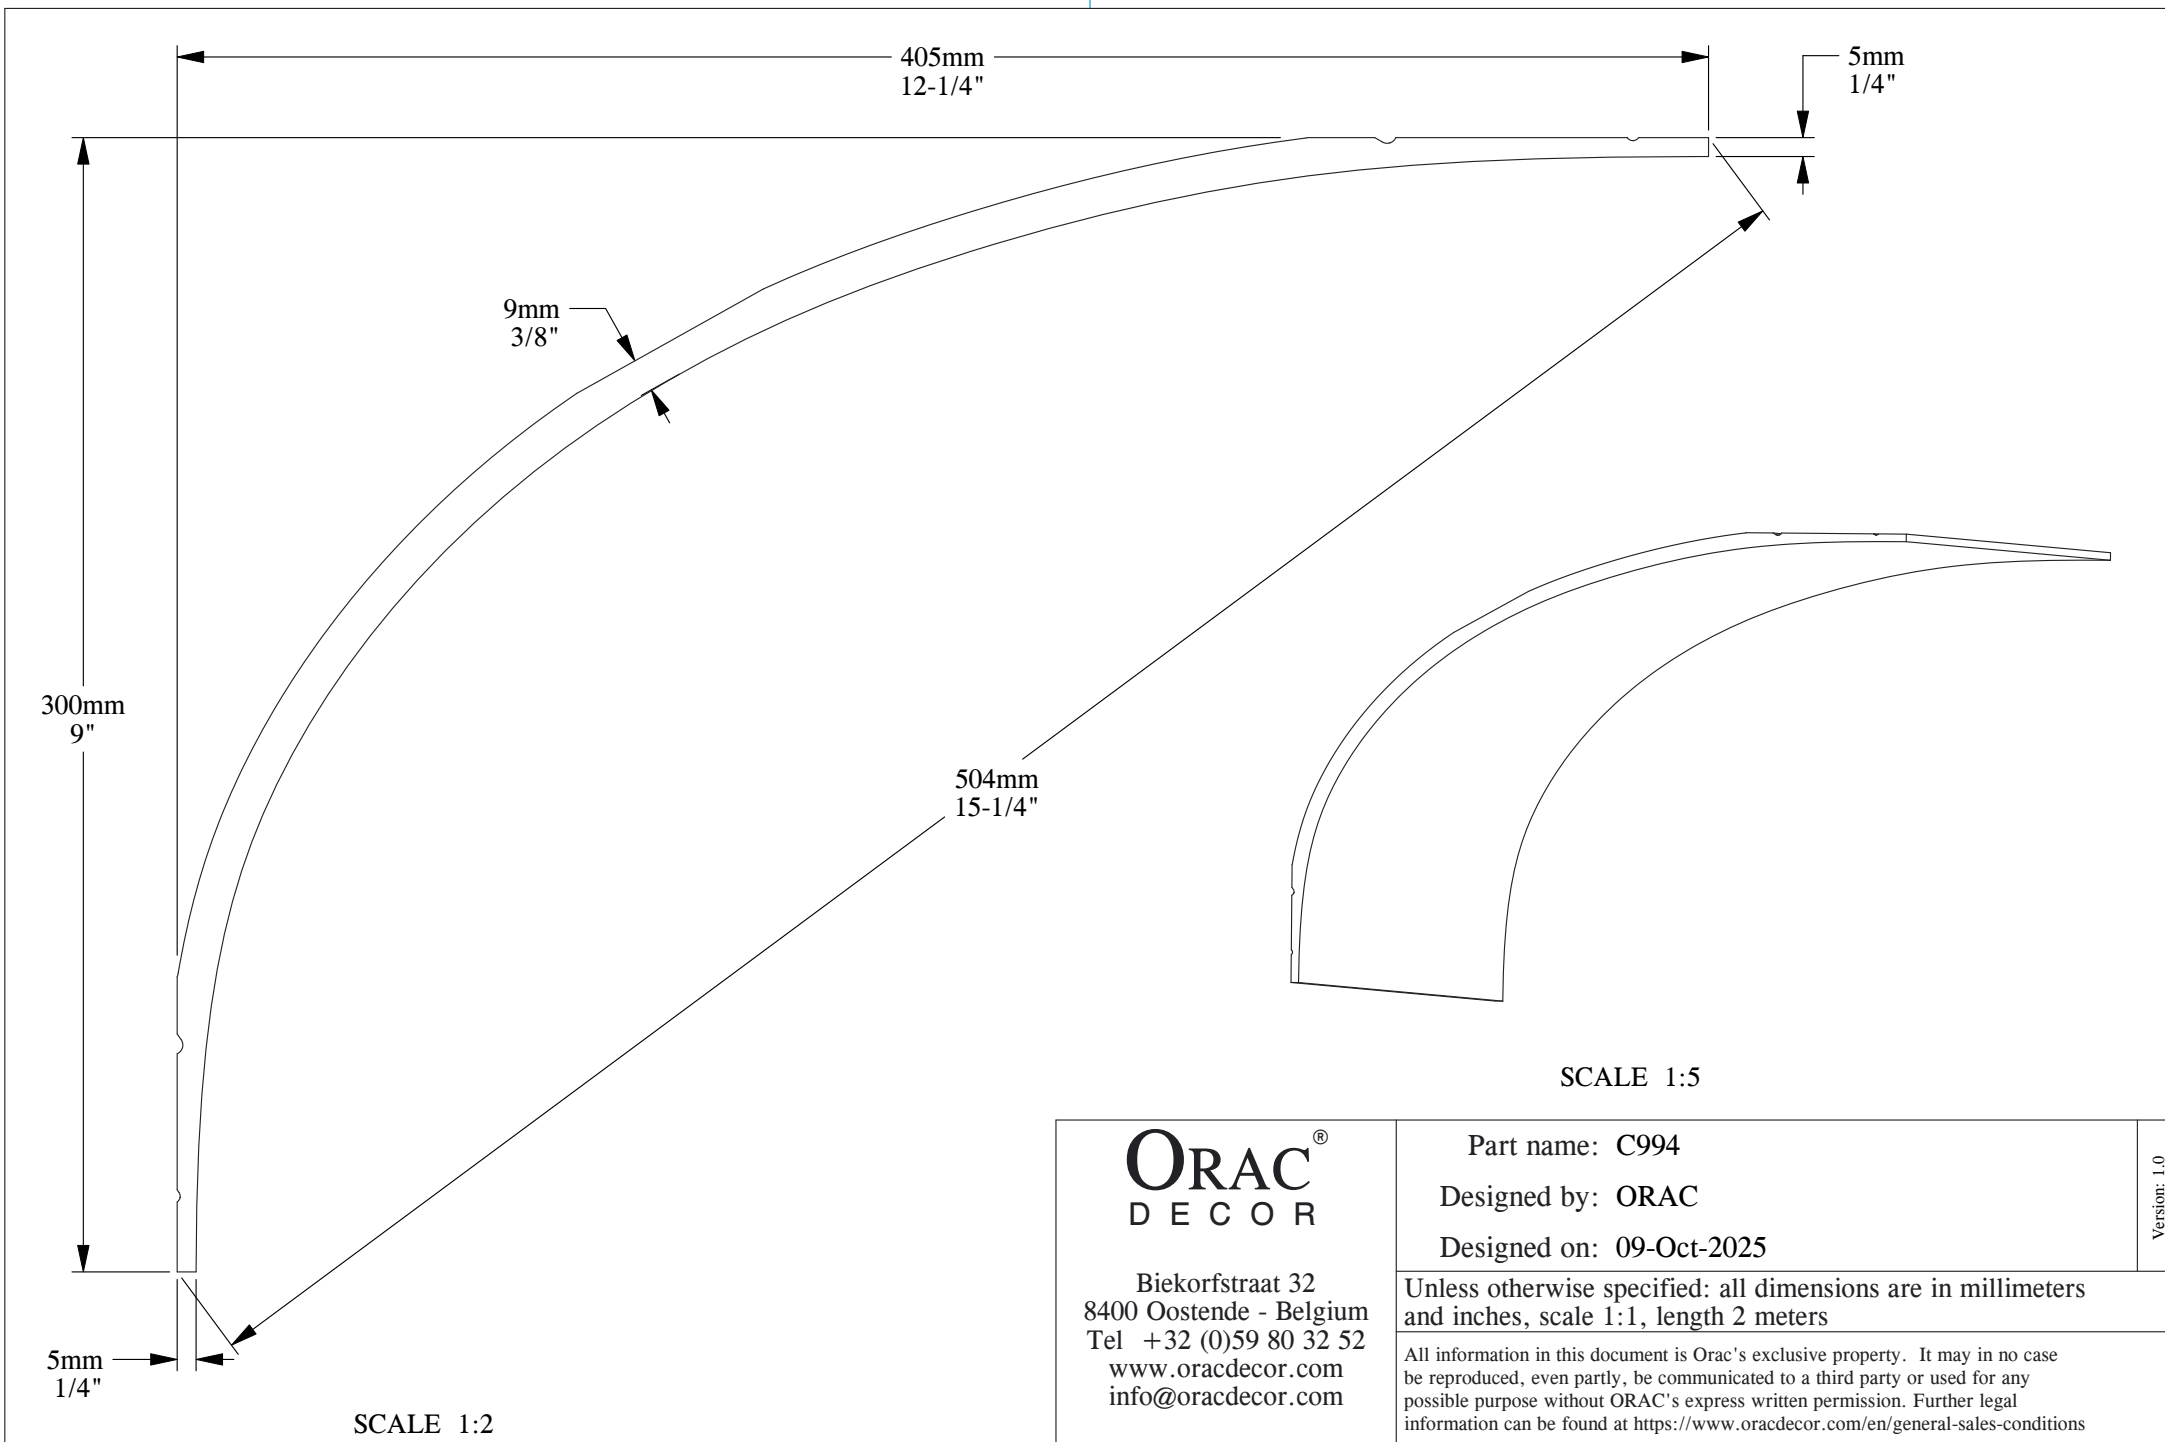 405mm
12-1/4"
5mm
1/4"
9mm
3/8"
300mm
9"
504mm
15-1/4"
5mm
1/4"
SCALE 1:2
SCALE 1:5
ORAC®
DECOR
Biekorfstraat 32
8400 Oostende - Belgium
Tel +32 (0)59 80 32 52
www.oracdecor.com
info@oracdecor.com
Part name: C994
Designed by: ORAC
Designed on: 09-Oct-2025
Version: 1.0
Unless otherwise specified: all dimensions are in millimeters
and inches, scale 1:1, length 2 meters
All information in this document is Orac's exclusive property. It may in no case
be reproduced, even partly, be communicated to a third party or used for any
possible purpose without ORAC's express written permission. Further legal
information can be found at https://www.oracdecor.com/en/general-sales-conditions